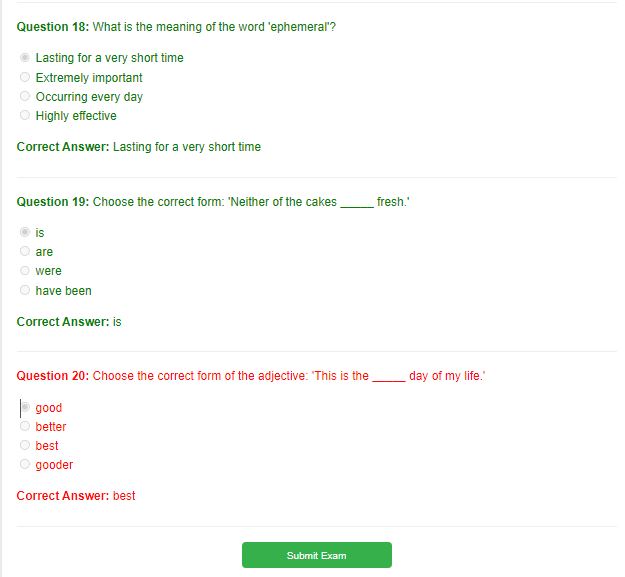 Question 18: What is the meaning of the word 'ephemeral'?
Lasting for a very short time
Extremely important
Occurring every day
Highly effective
Correct Answer: Lasting for a very short time
Question 19: Choose the correct form: 'Neither of the cakes _____ fresh.'
is
are
were
have been
Correct Answer: is
Question 20: Choose the correct form of the adjective: 'This is the _____ day of my life.'
good
better
best
gooder
Correct Answer: best
Submit Exam